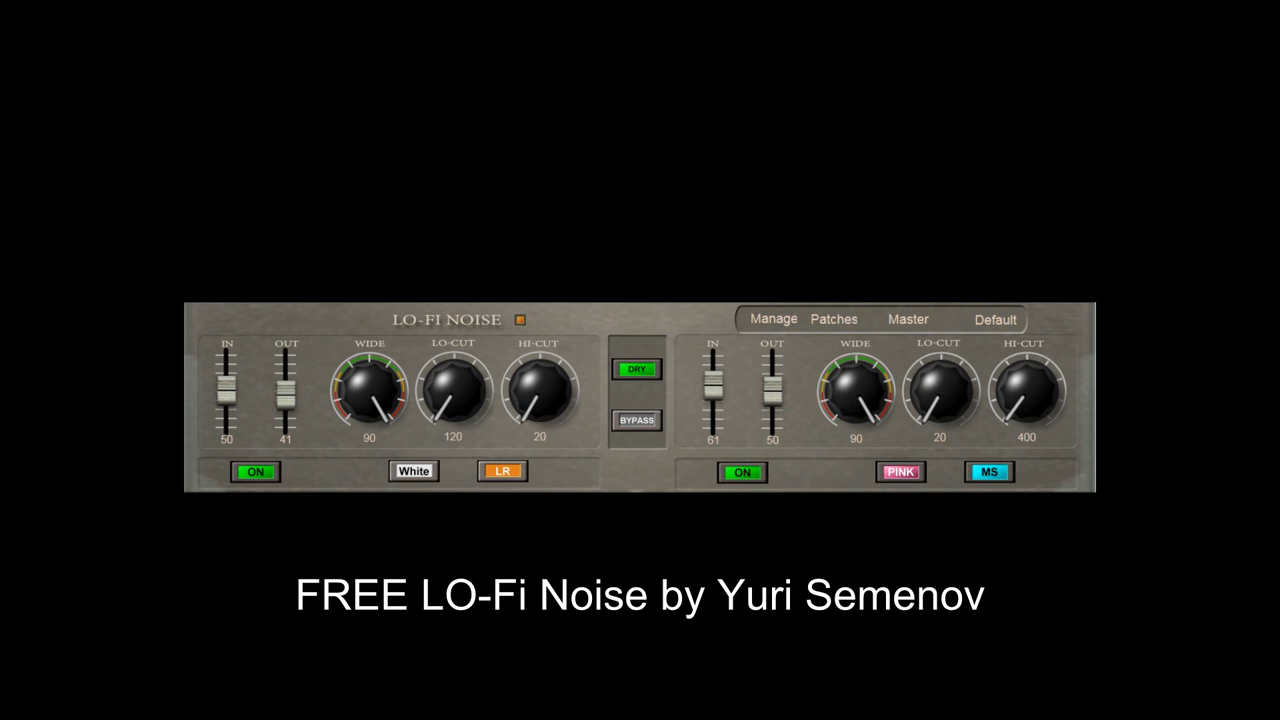 LO-FI NOISE
Manage Patches Master Default
IN OUT WIDE LO-CUT HI-CUT
DRY
BYPASS
50 41 90 120 20
ON White LR
IN OUT WIDE LO-CUT HI-CUT
61 50 90 20 400
ON PINK MS
FREE LO-Fi Noise by Yuri Semenov